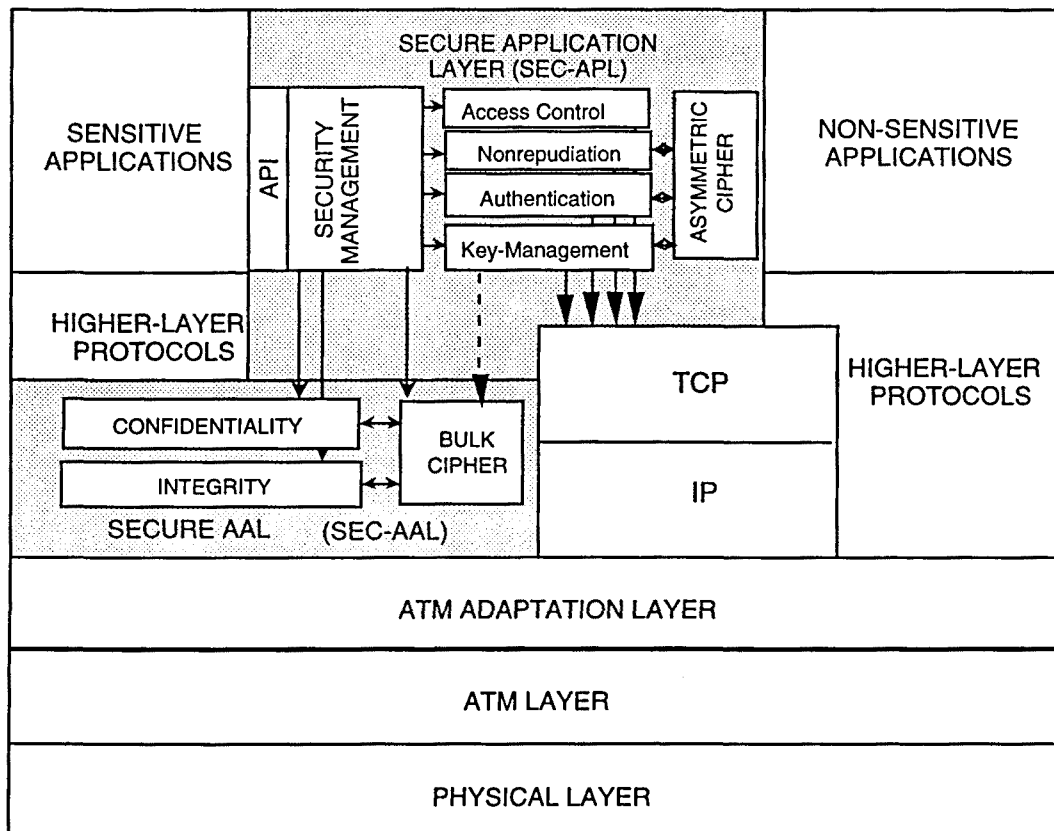 SECURE APPLICATION
LAYER (SEC-APL)
SENSITIVE
APPLICATIONS
API
SECURITY
MANAGEMENT
Access Control
Nonrepudiation
Authentication
Key-Management
ASYMMETRIC
CIPHER
NON-SENSITIVE
APPLICATIONS
HIGHER-LAYER
PROTOCOLS
CONFIDENTIALITY
INTEGRITY
BULK
CIPHER
SECURE AAL (SEC-AAL)
TCP
IP
HIGHER-LAYER
PROTOCOLS
ATM ADAPTATION LAYER
ATM LAYER
PHYSICAL LAYER